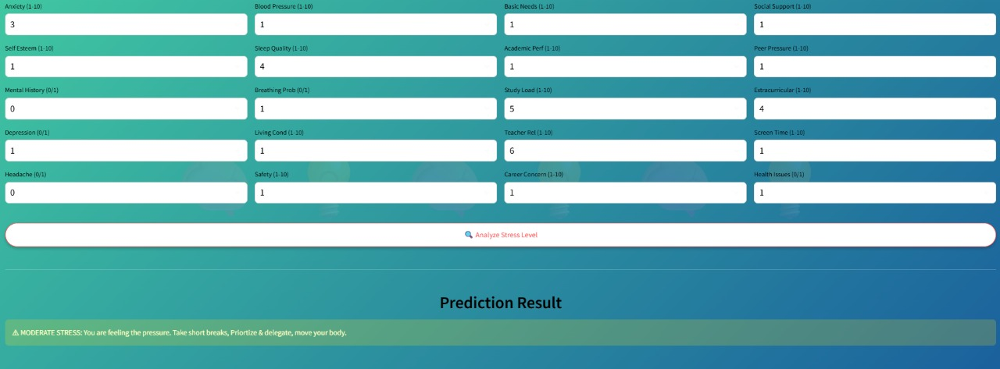 Anxiety (1-10) Blood Pressure (1-10) Basic Needs (1-10) Social Support (1-10)
3 1 1 1
Self Esteem (1-10) Sleep Quality (1-10) Academic Perf (1-10) Peer Pressure (1-10)
1 4 1 1
Mental History (0/1) Breathing Prob (0/1) Study Load (1-10) Extracurricular (1-10)
0 1 5 4
Depression (0/1) Living Cond (1-10) Teacher Rel (1-10) Screen Time (1-10)
1 1 6 1
Headache (0/1) Safety (1-10) Career Concern (1-10) Health Issues (0/1)
0 1 1 1
🔍 Analyze Stress Level
Prediction Result
⚠ MODERATE STRESS: You are feeling the pressure. Take short breaks, Priortize & delegate, move your body.